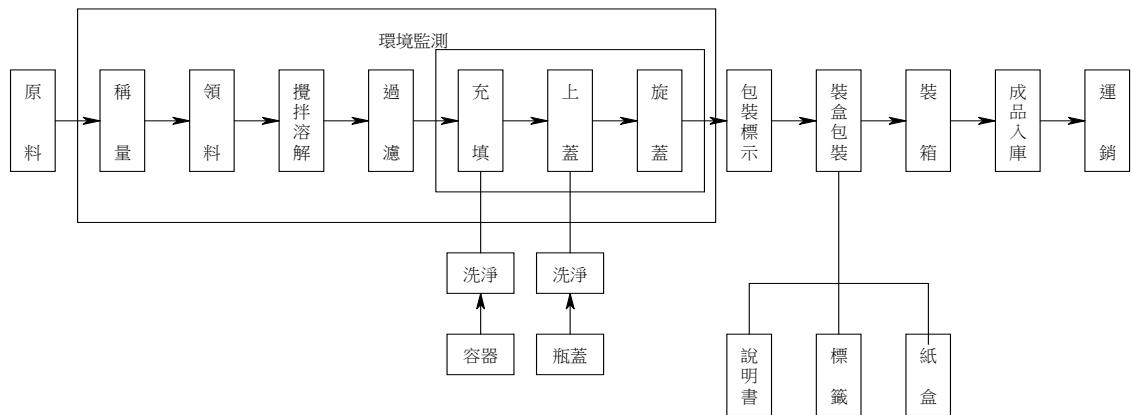 環境監測
原料
稱量
領料
攪拌溶解
過濾
充填
上蓋
旋蓋
包裝標示
裝盒包裝
裝箱
成品入庫
運銷
洗淨
洗淨
容器
瓶蓋
說明書
標籤
紙盒